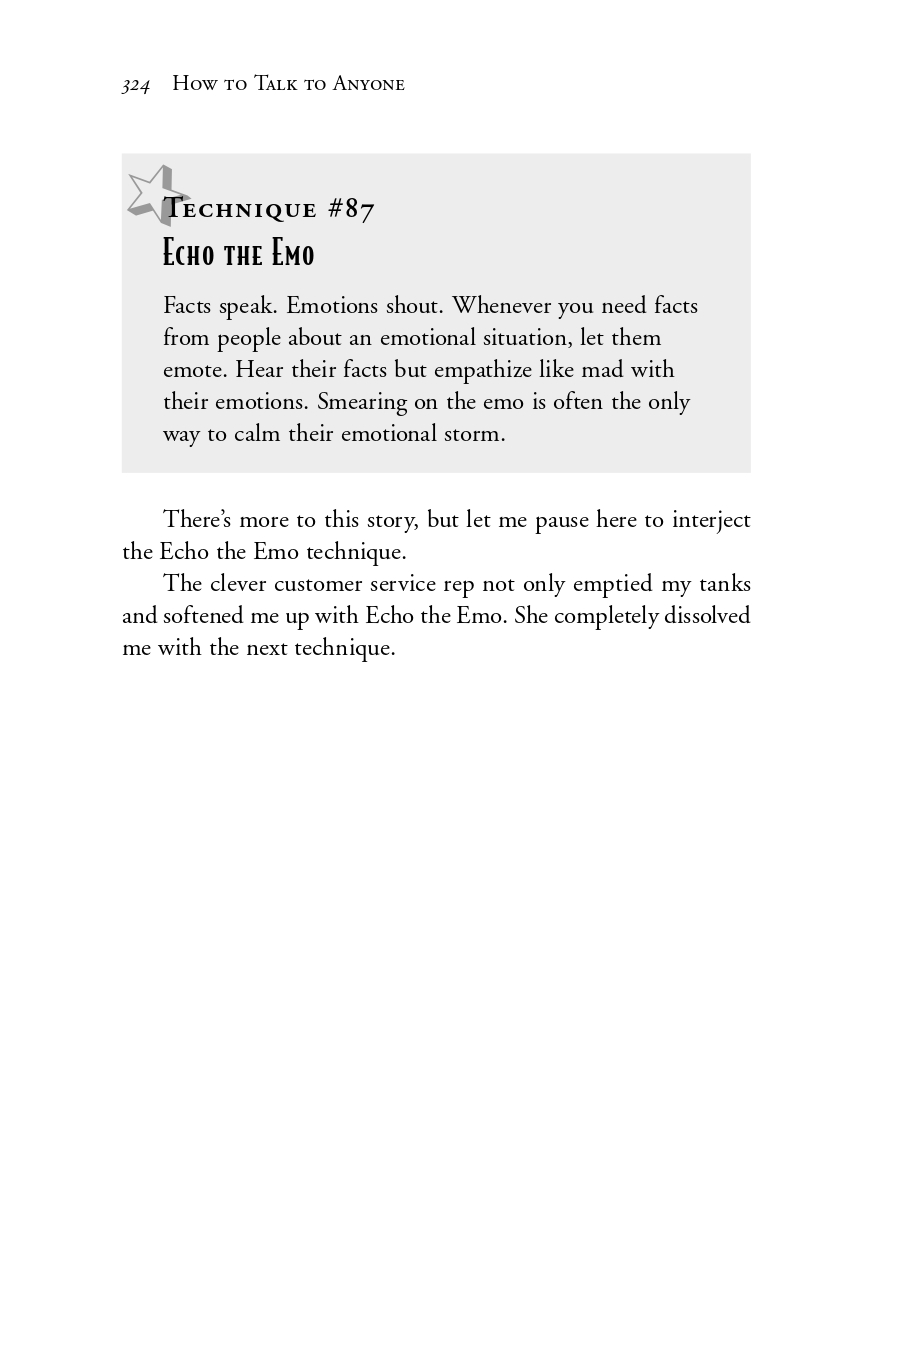 324 How to Talk to Anyone
Technique #87
Echo the Emo
Facts speak. Emotions shout. Whenever you need facts
from people about an emotional situation, let them
emote. Hear their facts but empathize like mad with
their emotions. Smearing on the emo is often the only
way to calm their emotional storm.
There’s more to this story, but let me pause here to interject
the Echo the Emo technique.
The clever customer service rep not only emptied my tanks
and softened me up with Echo the Emo. She completely dissolved
me with the next technique.